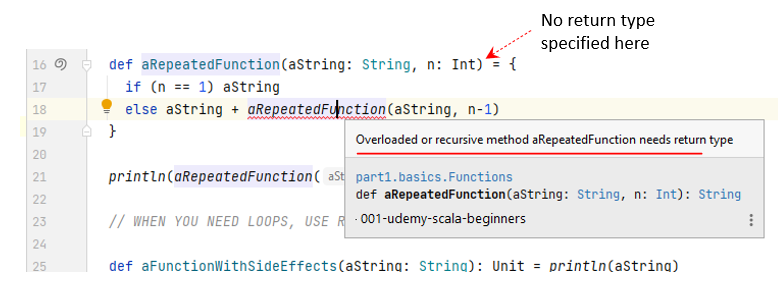 No return type
specified here
16 def aRepeatedFunction(aString: String, n: Int) = {
17 if (n == 1) aString
18 else aString + aRepeatedFunction(aString, n-1)
19 }
20
21 println(aRepeatedFunction( aSt
22
23 // WHEN YOU NEED LOOPS, USE R
24
25 def aFunctionWithSideEffects(aString: String): Unit = println(aString)
Overloaded or recursive method aRepeatedFunction needs return type
part1.basics.Functions
def aRepeatedFunction(aString: String, n: Int): String
001-udemy-scala-beginners